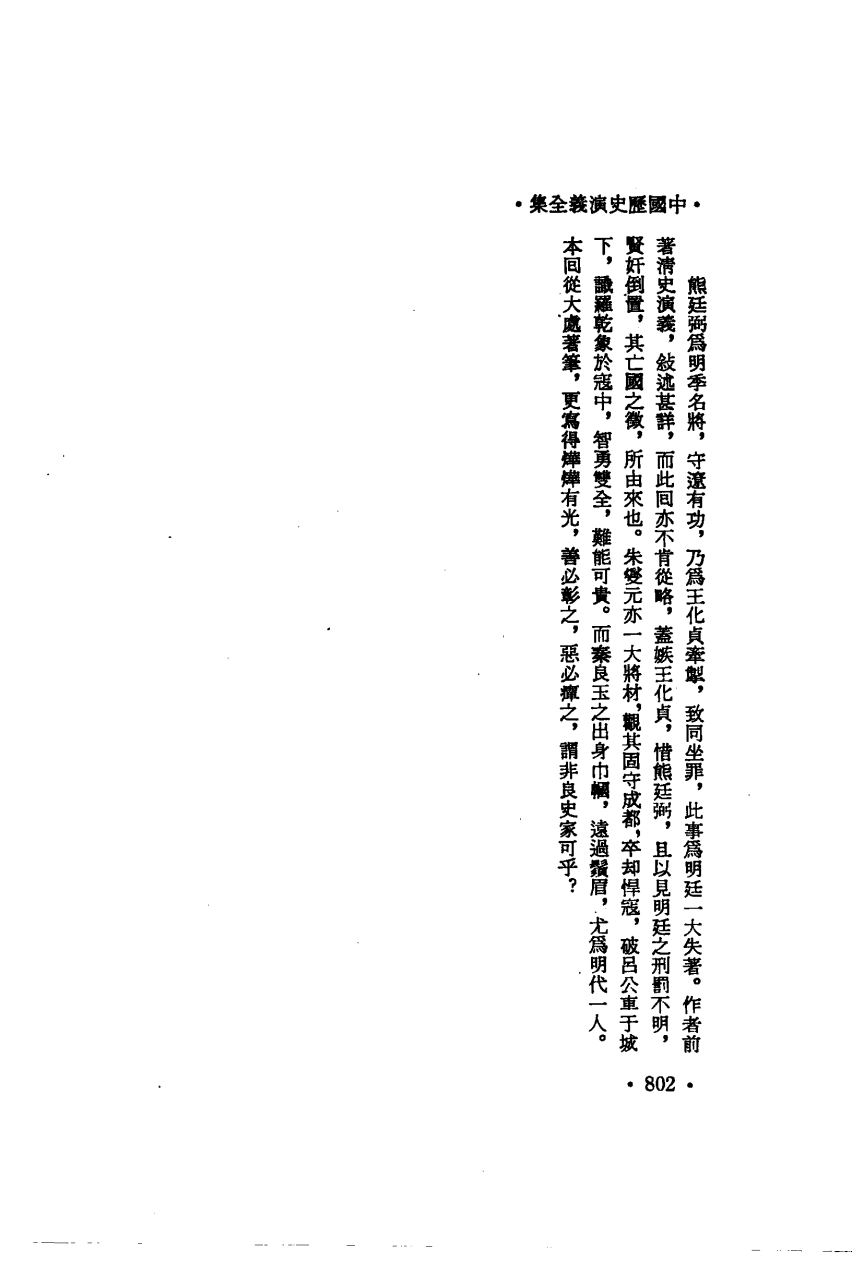 ·中國歷史演義全集·
熊廷弼爲明季名將，守遼有功，乃爲王化貞牽掣，致同坐罪，此事爲明廷一大失著。作者前
著淸史演義，敍述甚詳，而此回亦不肯從略，蓋嫉王化貞，惜熊廷弼，且以見明廷之刑罰不明，
賢奸倒置，其亡國之徵，所由來也。朱燮元亦一大將材，觀其固守成都，卒却悍寇，破呂公車于城
下，識羅乾象於寇中，智勇雙全，難能可貴。而秦良玉之出身巾幗，遠過鬚眉，尤爲明代一人。
本回從大處著筆，更寫得燁燁有光，善必彰之，惡必癉之，謂非良史家可乎？
·802·